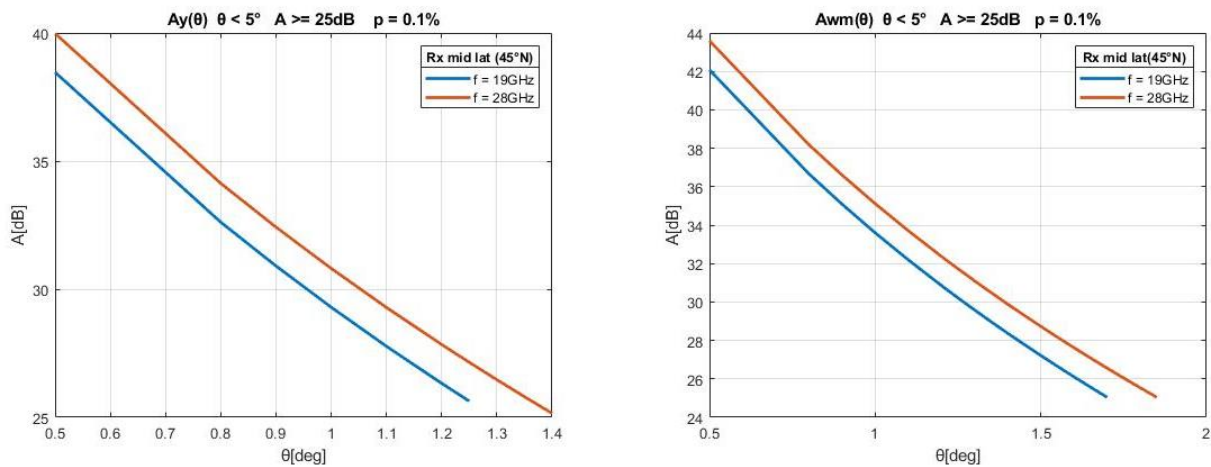 Ay(θ) θ < 5° A >= 25dB p = 0.1%
40
35
30
25
A[dB]
Rx mid lat (45°N)
f = 19GHz
f = 28GHz
0.5 0.6 0.7 0.8 0.9 1 1.1 1.2 1.3 1.4
θ[deg]
Awm(θ) θ < 5° A >= 25dB p = 0.1%
44
42
40
38
36
34
32
30
28
26
24
A[dB]
Rx mid lat(45°N)
f = 19GHz
f = 28GHz
0.5 1 1.5 2
θ[deg]